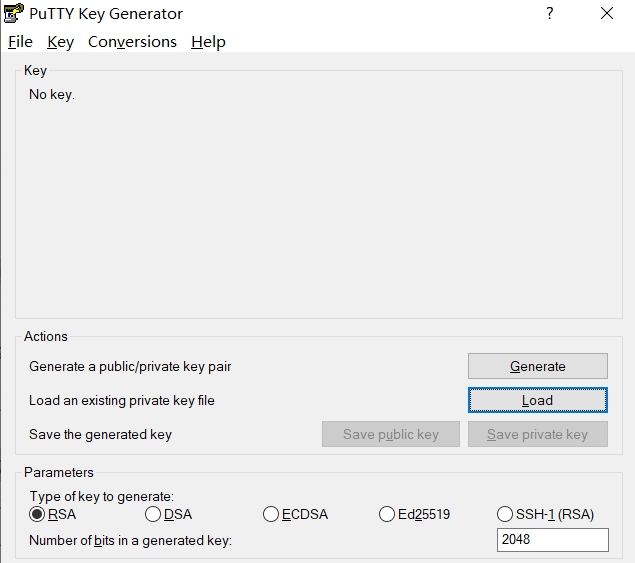 PuTTY Key Generator
?
File Key Conversions Help
Key
No key.
Actions
Generate a public/private key pair
Generate
Load an existing private key file
Load
Save the generated key
Save public key
Save private key
Parameters
Type of key to generate:
RSA DSA ECDSA Ed25519 SSH-1 (RSA)
Number of bits in a generated key:
2048